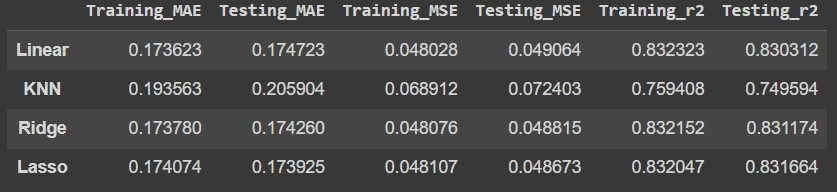 Training_MAE Testing_MAE Training_MSE Testing_MSE Training_r2 Testing_r2
Linear 0.173623 0.174723 0.048028 0.049064 0.832323 0.830312
KNN 0.193563 0.205904 0.068912 0.072403 0.759408 0.749594
Ridge 0.173780 0.174260 0.048076 0.048815 0.832152 0.831174
Lasso 0.174074 0.173925 0.048107 0.048673 0.832047 0.831664